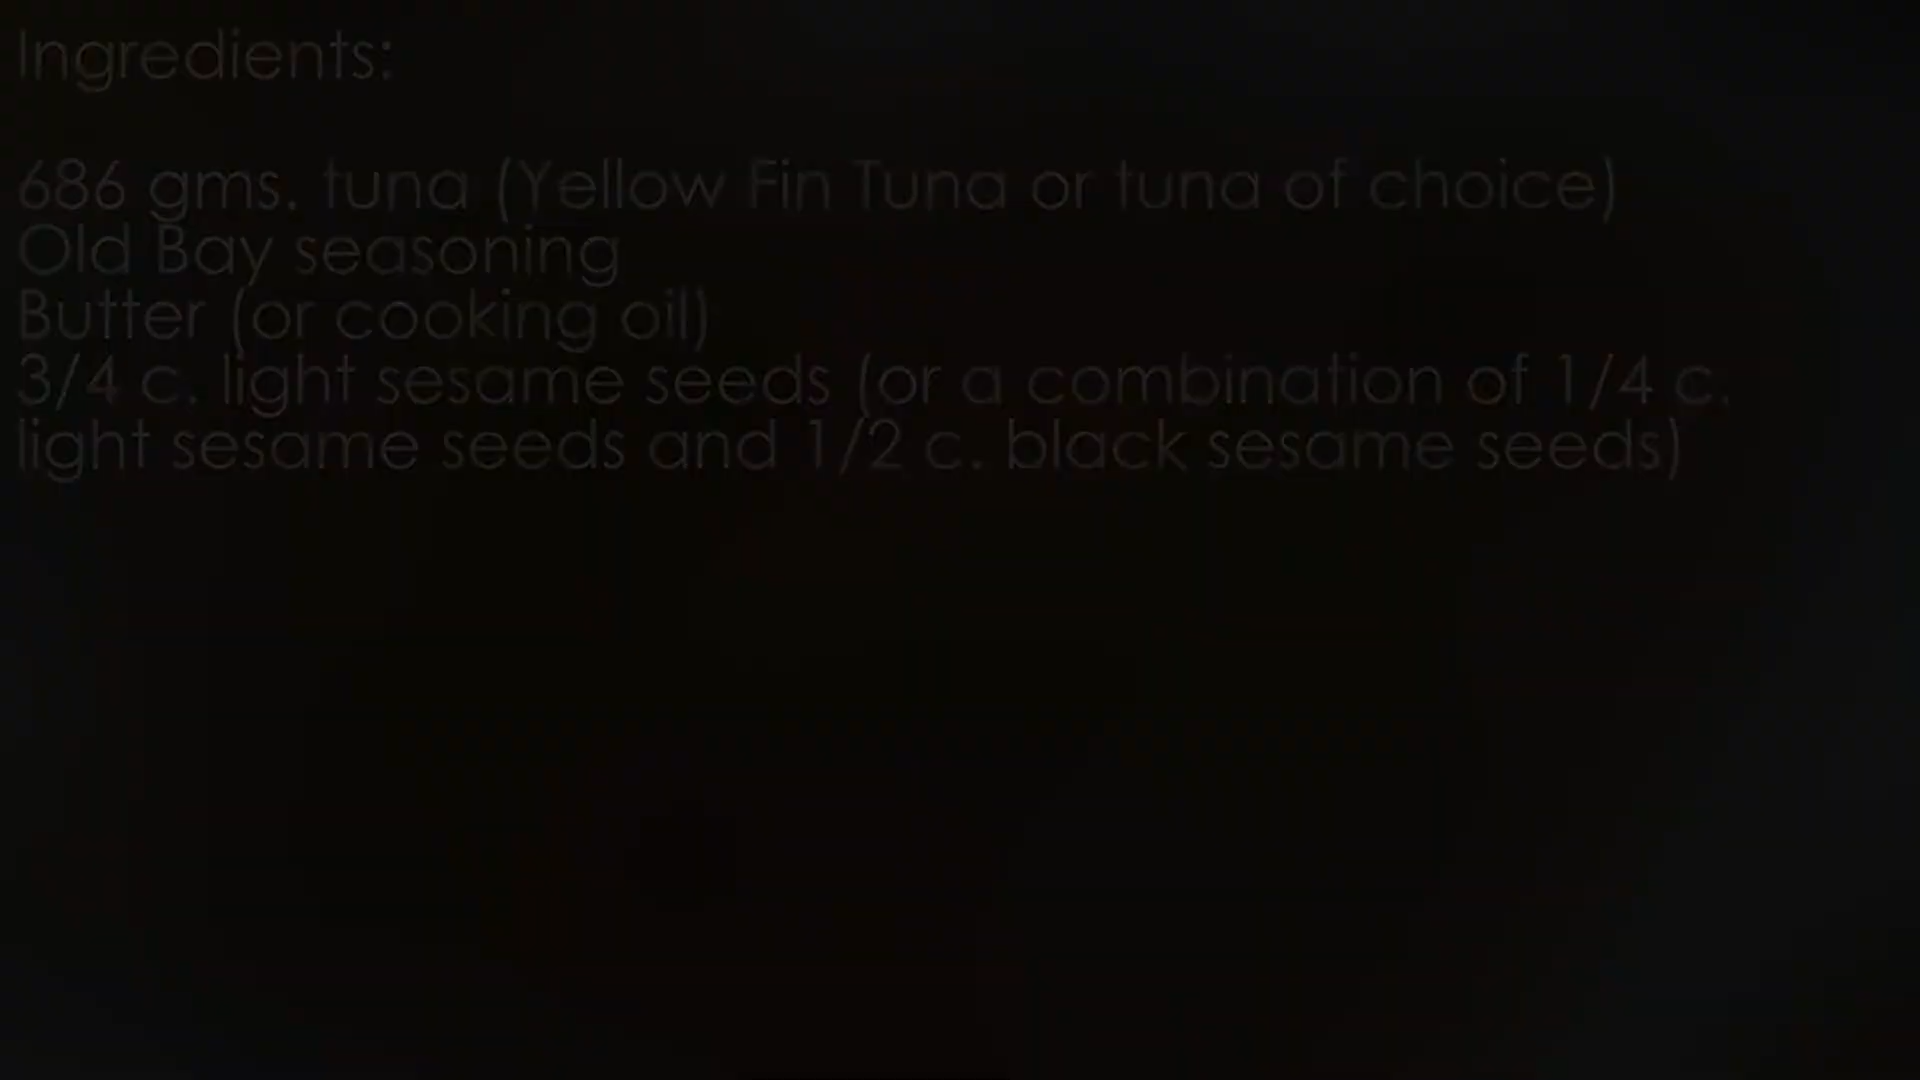 Ingredients:
686 gms. tuna (Yellow Fin Tuna or tuna of choice)
Old Bay seasoning
Butter (or cooking oil)
3/4 c. light sesame seeds (or a combination of 1/4 c.
light sesame seeds and 1/2 c. black sesame seeds)